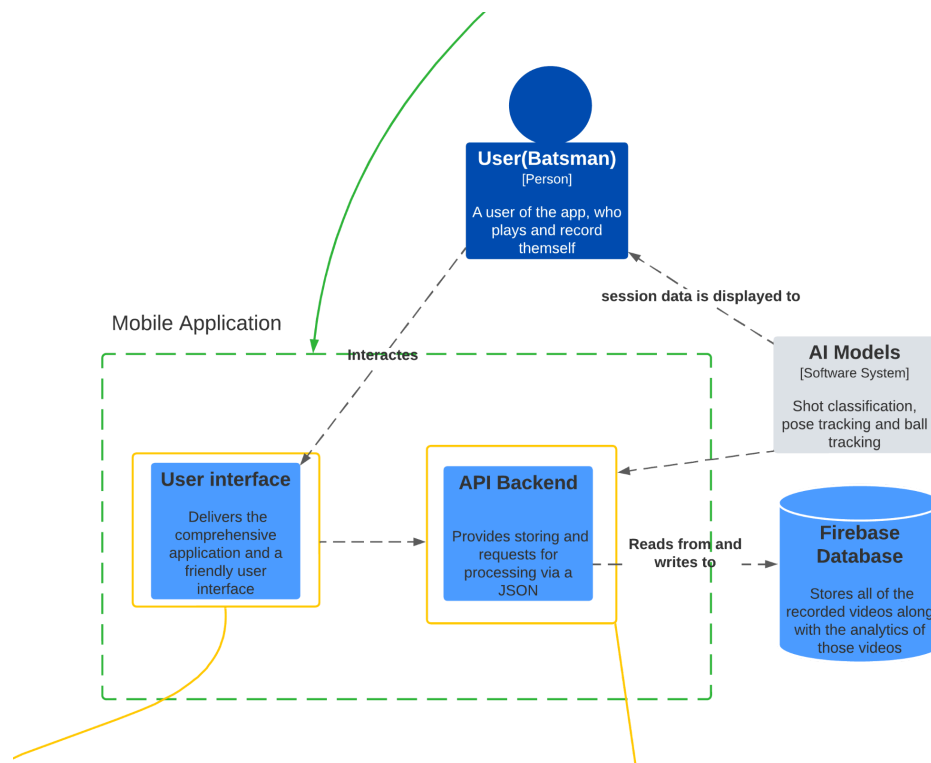 User(Batsman)
[Person]
A user of the app, who
plays and record
themself
session data is displayed to
Mobile Application
Interactes
AI Models
[Software System]
Shot classification,
pose tracking and ball
tracking
User interface
Delivers the
comprehensive
application and a
friendly user
interface
API Backend
Provides storing and
requests for
processing via a
JSON
Reads from and
writes to
Firebase
Database
Stores all of the
recorded videos along
with the analytics of
those videos